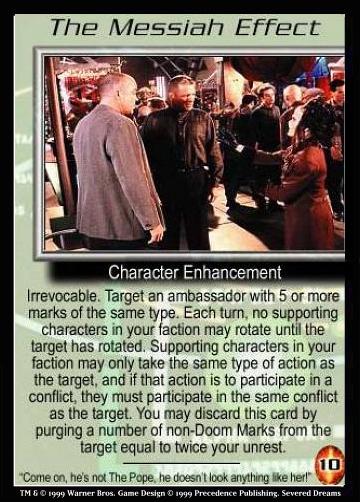 The Messiah Effect
Character Enhancement
Irrevocable. Target an ambassador with 5 or more
marks of the same type. Each turn, no supporting
characters in your faction may rotate until the
target has rotated. Supporting characters in your
faction may only take the same type of action as
the target, and if that action is to participate in a
conflict, they must participate in the same conflict
as the target. You may discard this card by
purging a number of non-Doom Marks from the
target equal to twice your unrest.
10
"Come on, he's not The Pope, he doesn't look anything like her!"
TM & © 1999 Warner Bros. Game Design © 1999 Precedence Publishing. Severed Dreams